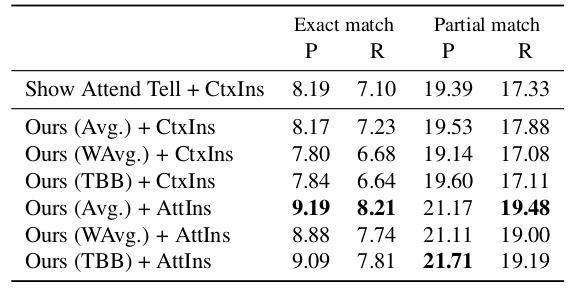 Exact match Partial match
P R P R
Show Attend Tell + CtxIns 8.19 7.10 19.39 17.33
Ours (Avg.) + CtxIns 8.17 7.23 19.53 17.88
Ours (WAvg.) + CtxIns 7.80 6.68 19.14 17.08
Ours (TBB) + CtxIns 7.84 6.64 19.60 17.11
Ours (Avg.) + AttIns 9.19 8.21 21.17 19.48
Ours (WAvg.) + AttIns 8.88 7.74 21.11 19.00
Ours (TBB) + AttIns 9.09 7.81 21.71 19.19